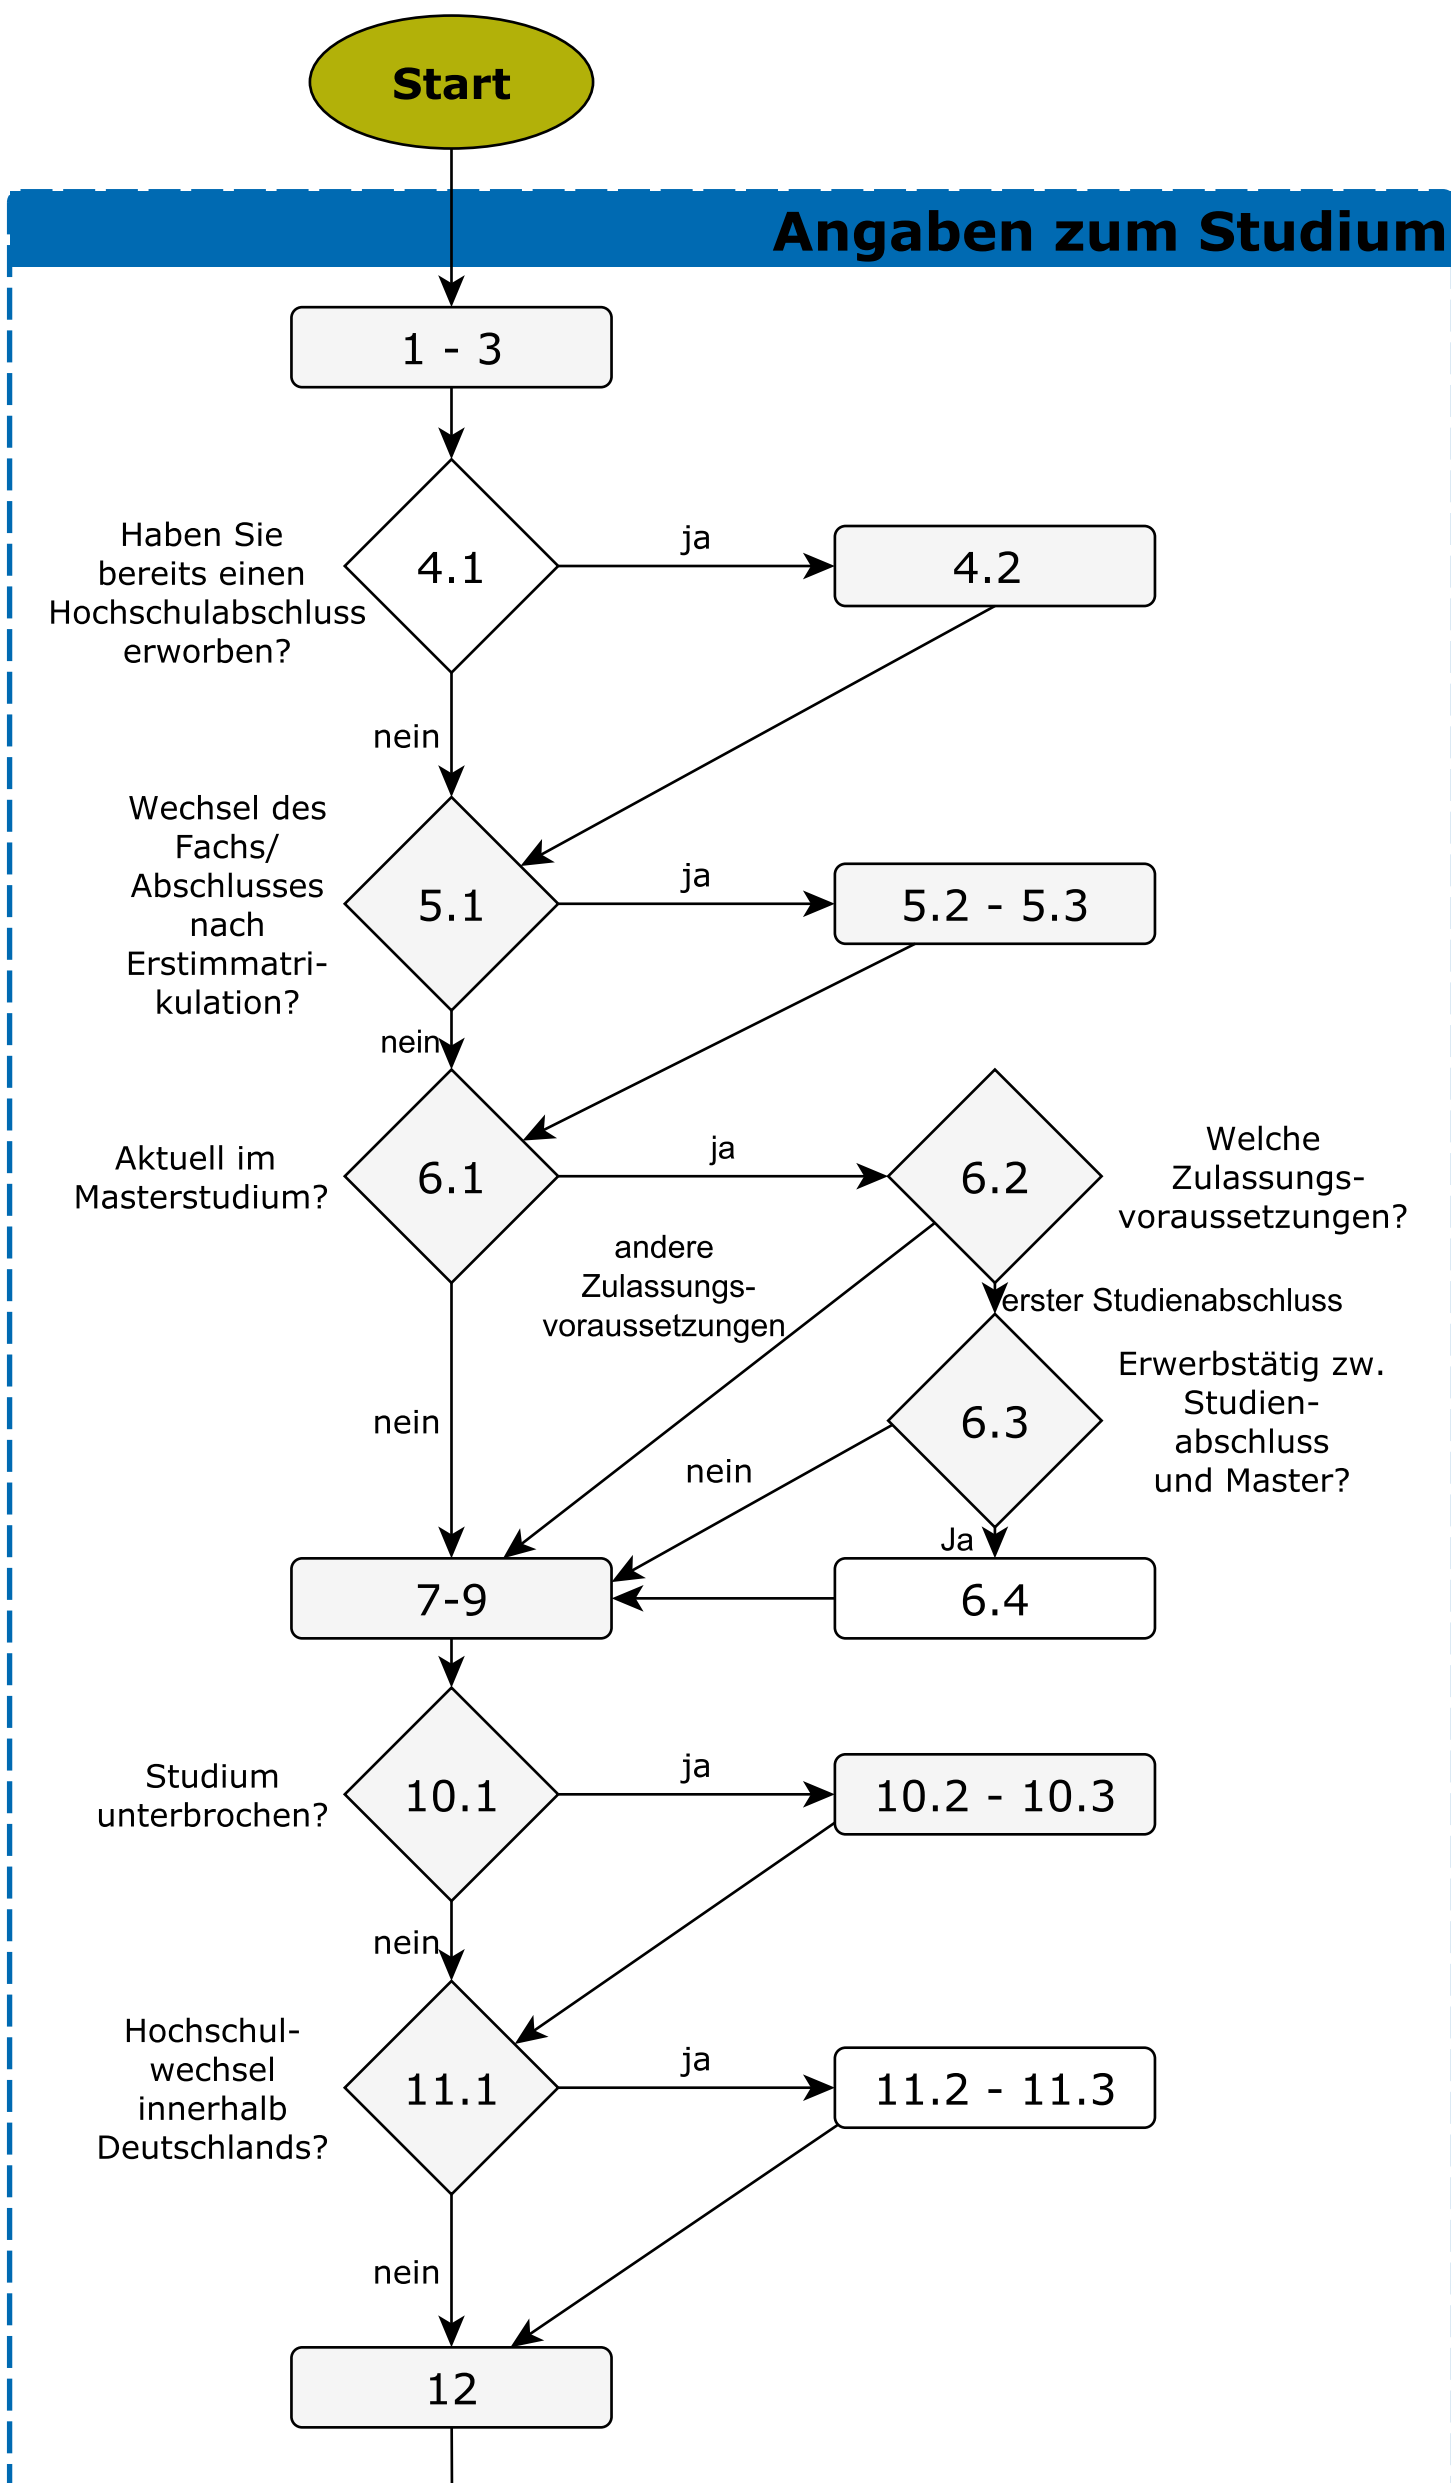 Start
Angaben zum Studium
1 - 3
Haben Sie
bereits einen
Hochschulabschluss
erworben?
4.1
ja
4.2
nein
Wechsel des
Fachs/
Abschlusses
nach
Erstimmatri-
kulation?
5.1
ja
5.2 - 5.3
nein
Aktuell im
Masterstudium?
6.1
ja
6.2
Welche
Zulassungs-
voraussetzungen?
andere
Zulassungs-
voraussetzungen
erster Studienabschluss
nein
nein
6.3
Erwerbstätig zw.
Studien-
abschluss
und Master?
Ja
7-9
6.4
Studium
unterbrochen?
10.1
ja
10.2 - 10.3
nein
Hochschul-
wechsel
innerhalb
Deutschlands?
11.1
ja
11.2 - 11.3
nein
12